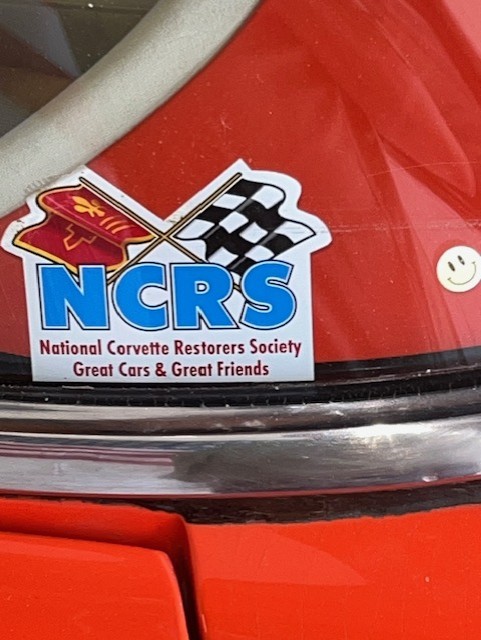 NCRS
National Corvette Restorers Society
Great Cars & Great Friends